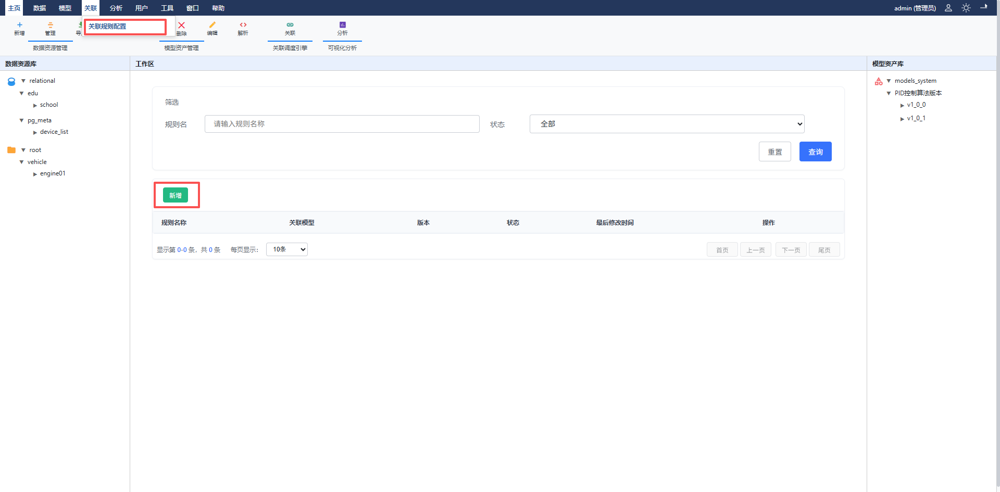 主页 数据 模型 关联 分析 用户 工具 窗口 帮助 admin (管理员)
关联规则配置
新增 管理 删除 编辑 解析 关联 分析
数据资源管理 模型资产管理 关联调度引擎 可视化分析
数据资源库 工作区 模型资产库
relational
edu
school
pg_meta
device_list
root
vehicle
engine01
筛选
规则名 请输入规则名称 状态 全部
重置 查询
新增
规则名称 关联模型 版本 状态 最后修改时间 操作
显示第 0-0 条，共 0 条 每页显示： 10条 首页 上一页 下一页 尾页
models_system
PID控制算法版本
v1_0_0
v1_0_1